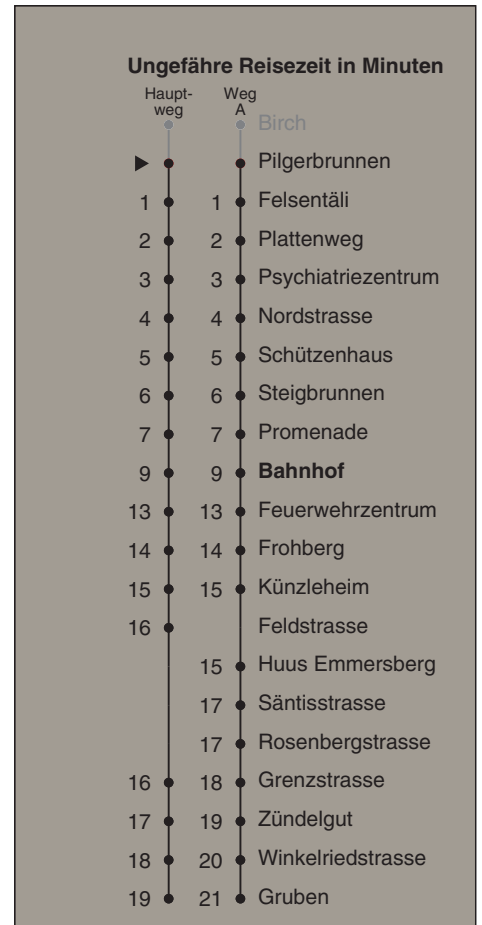 Ungefähre Reisezeit in Minuten
Haupt- Weg
weg A
Birch
Pilgerbrunnen
1 1 Felsentäli
2 2 Plattenweg
3 3 Psychiatriezentrum
4 4 Nordstrasse
5 5 Schützenhaus
6 6 Steigbrunnen
7 7 Promenade
9 9 Bahnhof
13 13 Feuerwehrzentrum
14 14 Frohberg
15 15 Künzleheim
16 Feldstrasse
15 Huus Emmersberg
17 Säntisstrasse
17 Rosenbergstrasse
16 18 Grenzstrasse
17 19 Zündelgut
18 20 Winkelriedstrasse
19 21 Gruben